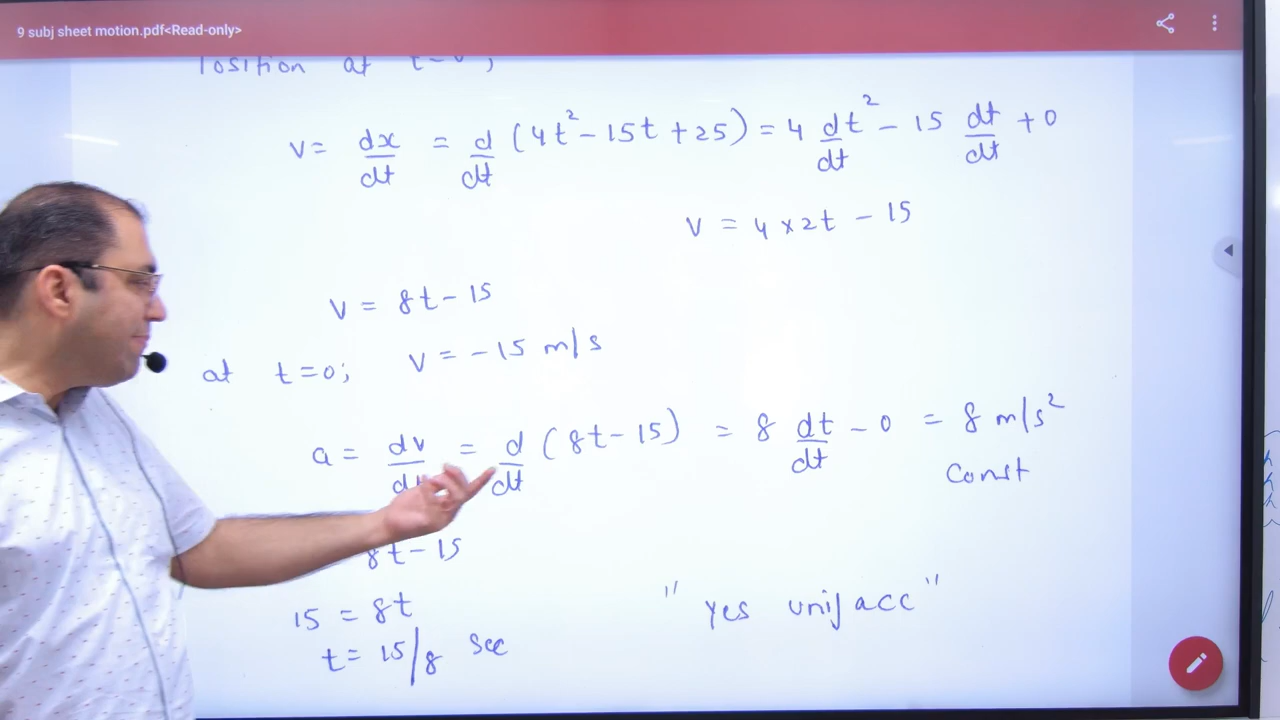 9 subj sheet motion.pdf<Read-only>
Position at t=0;
v = dx/dt = d/dt (4t² - 15t + 25) = 4 dt²/dt - 15 dt/dt + 0
v = 4 × 2t - 15
v = 8t - 15
at t=0; v = -15 m/s
a = dv/dt = d/dt (8t - 15) = 8 dt/dt - 0 = 8 m/s²
const
8t - 15
15 = 8t
t = 15/8 sec
"Yes unif acc"